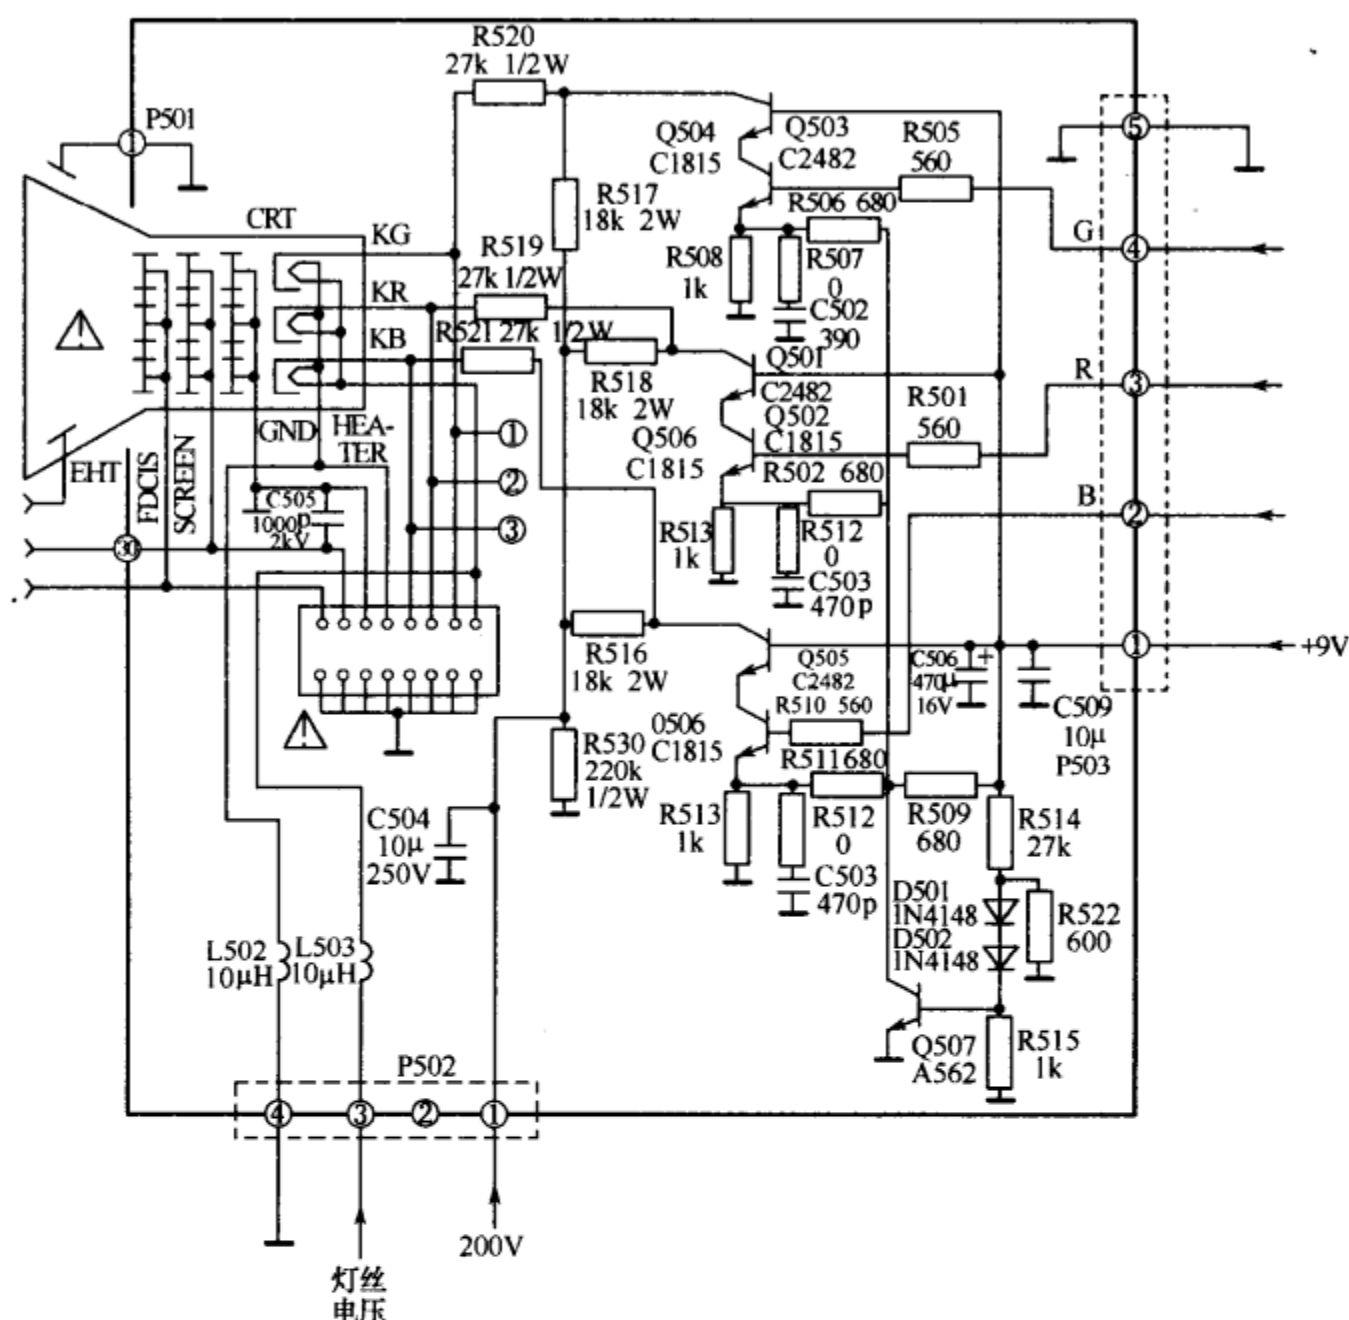 R520
27k 1/2W
P501
①
Q504
C1815
Q503
C2482
R505
560
⑤
R517
18k 2W
R506 680
CRT
KG
G
④
R519
27k 1/2W
R508
1k
R507
0
C502
390
KR
KB
R521 27k 1/2W
R518
18k 2W
Q501
C2482
R
③
R501
560
Q502
C1815
Q506
C1815
R502 680
GND
HEA-
TER
①
EHT
FDCIS
SCREEN
②
B
②
C505
1000p
2kV
③
R513
1k
R512
0
C503
470p
30
R516
18k 2W
Q505
C2482
C506
470μ
16V
+
①
+9V
C509
10μ
P503
R510 560
0506
C1815
R530
220k
1/2W
R511680
R513
1k
R512
0
R509
680
R514
27k
C504
10μ
250V
C503
470p
D501
1N4148
D502
1N4148
R522
600
L502
10μH
L503
10μH
Q507
A562
R515
1k
P502
④
③
②
①
200V
灯丝
电压